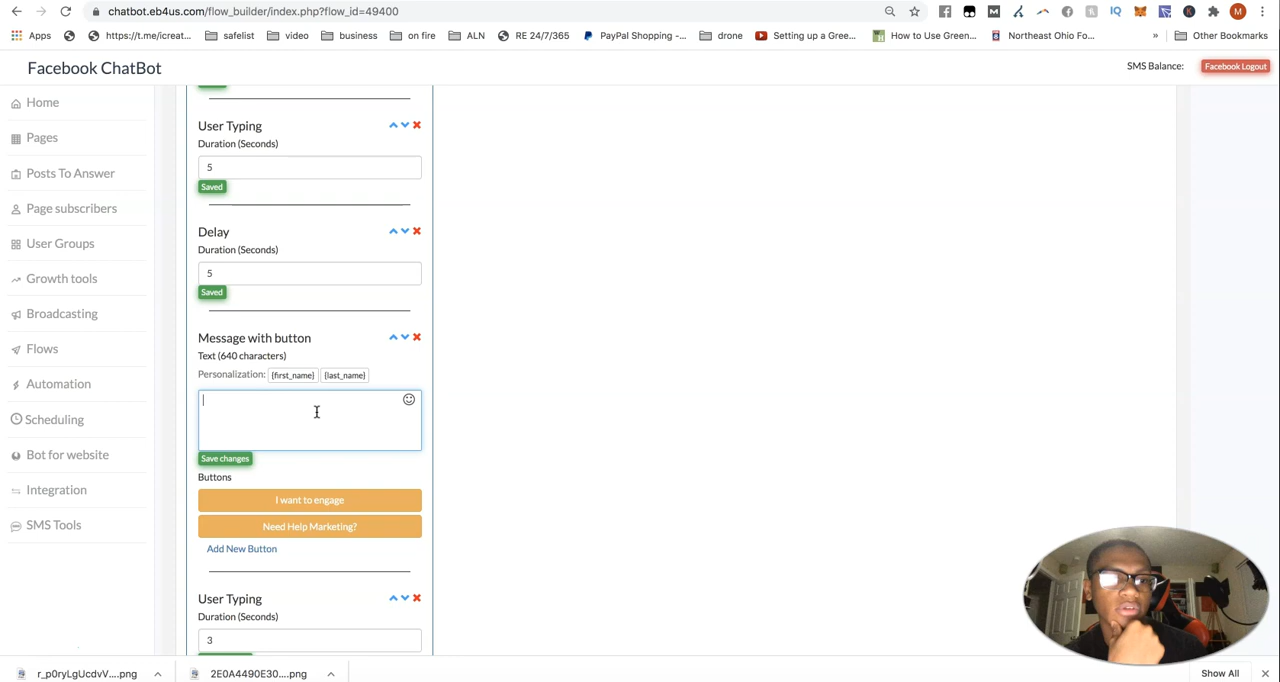 chatbot.eb4us.com/flow_builder/index.php?flow_id=49400
Apps
https://t.me/icreat...
safelist
video
business
on fire
ALN
RE 24/7/365
PayPal Shopping -...
drone
Setting up a Gree...
How to Use Green...
Northeast Ohio Fo...
»
Other Bookmarks
Facebook ChatBot
SMS Balance:
Facebook Logout
Home
Pages
Posts To Answer
Page subscribers
User Groups
Growth tools
Broadcasting
Flows
Automation
Scheduling
Bot for website
Integration
SMS Tools
User Typing
Duration (Seconds)
5
Saved
Delay
Duration (Seconds)
5
Saved
Message with button
Text (640 characters)
Personalization: {first_name} {last_name}
Save changes
Buttons
I want to engage
Need Help Marketing?
Add New Button
User Typing
Duration (Seconds)
3
r_p0ryLgUcdvV....png
2E0A4490E30....png
Show All